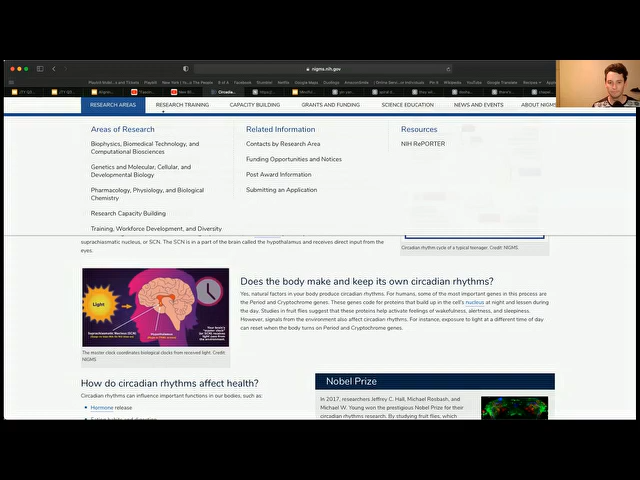 nigms.nih.gov
RESEARCH AREAS RESEARCH TRAINING CAPACITY BUILDING GRANTS AND FUNDING SCIENCE EDUCATION NEWS AND EVENTS ABOUT NIGMS
Areas of Research
Biophysics, Biomedical Technology, and
Computational Biosciences
Genetics and Molecular, Cellular, and
Developmental Biology
Pharmacology, Physiology, and Biological
Chemistry
Research Capacity Building
Training, Workforce Development, and Diversity
Related Information
Contacts by Research Area
Funding Opportunities and Notices
Post Award Information
Submitting an Application
Resources
NIH RePORTER
suprachiasmatic nucleus, or SCN. The SCN is in a part of the brain called the hypothalamus and receives direct input from the
eyes.
Circadian rhythm cycle of a typical teenager. Credit: NIGMS.
Light
Suprachiasmatic Nucleus (SCN)
Hypothalamus
The master clock coordinates biological clocks from received light. Credit:
NIGMS
Does the body make and keep its own circadian rhythms?
Yes, natural factors in your body produce circadian rhythms. For humans, some of the most important genes in this process are
the Period and Cryptochrome genes. These genes code for proteins that build up in the cell's nucleus at night and lessen during
the day. Studies in fruit flies suggest that these proteins help activate feelings of wakefulness, alertness, and sleepiness.
However, signals from the environment also affect circadian rhythms. For instance, exposure to light at a different time of day
can reset when the body turns on Period and Cryptochrome genes.
How do circadian rhythms affect health?
Circadian rhythms can influence important functions in our bodies, such as:
Hormone release
Nobel Prize
In 2017, researchers Jeffrey C. Hall, Michael Rosbash, and
Michael W. Young won the prestigious Nobel Prize for their
circadian rhythms research. By studying fruit flies, which